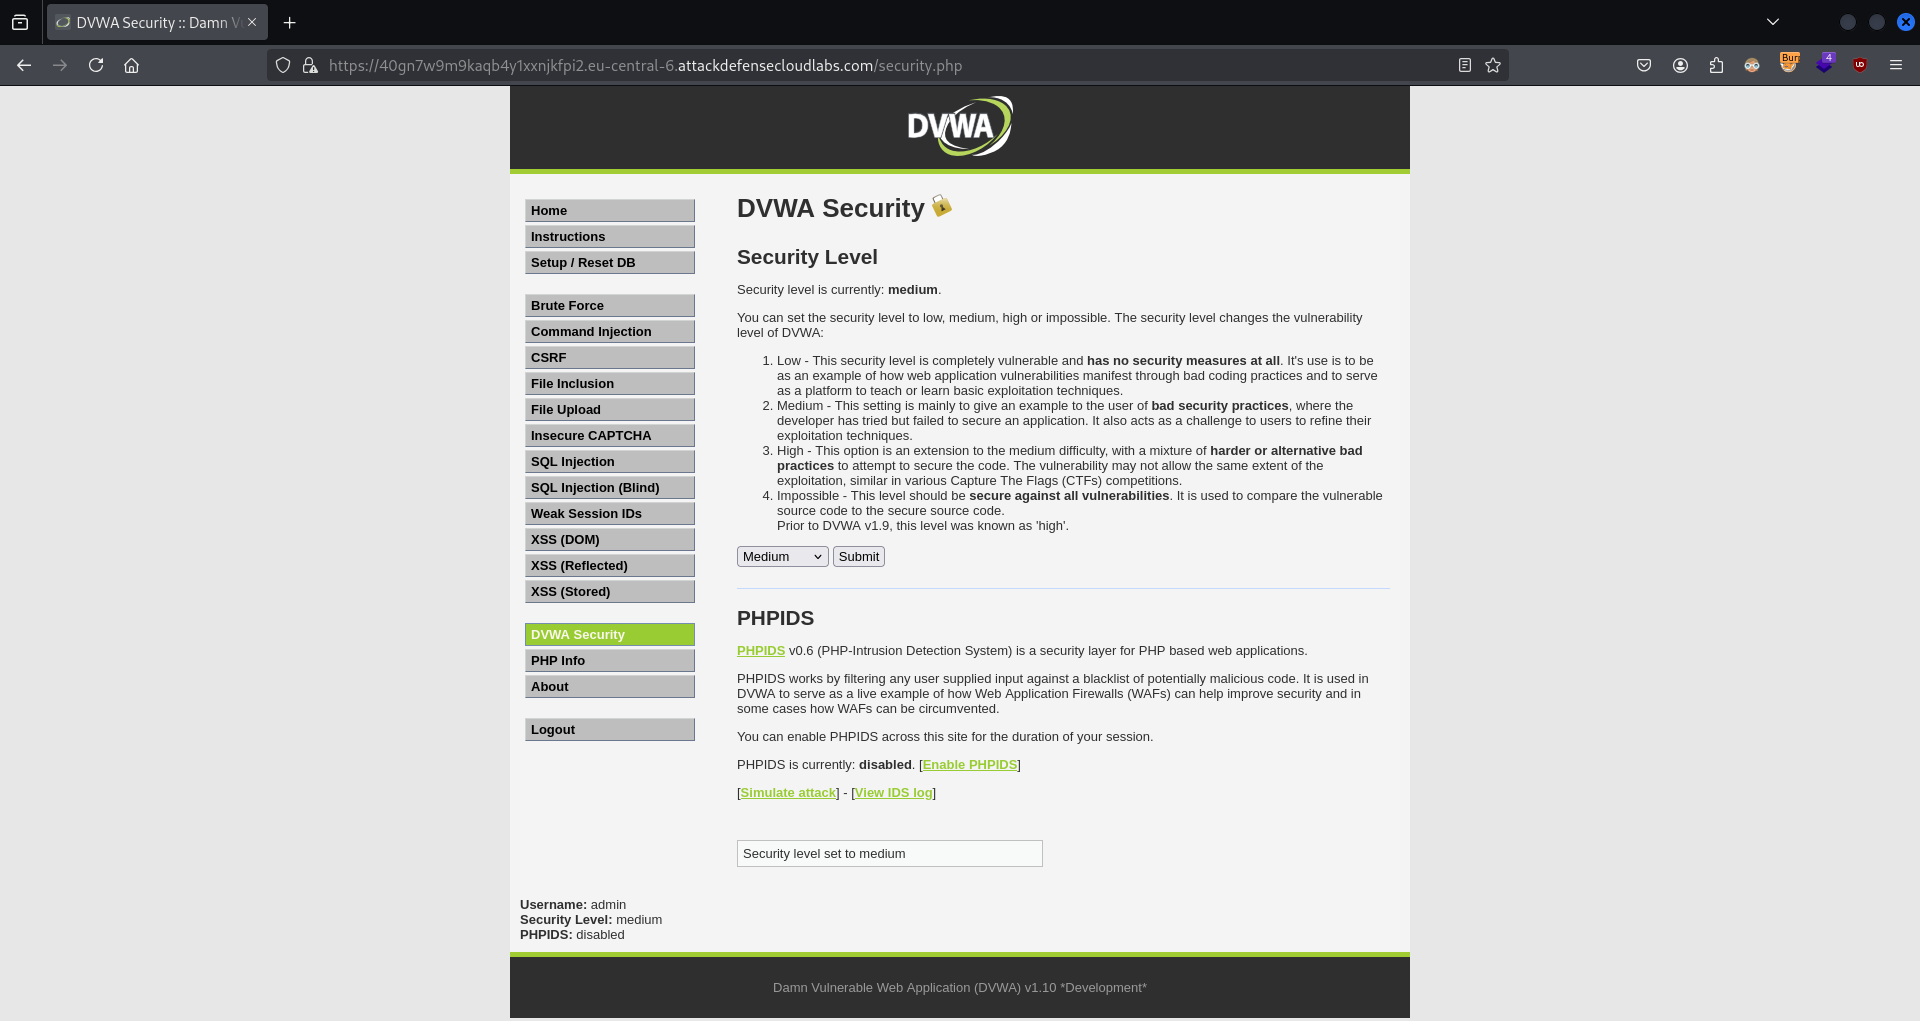 DVWA Security :: Damn V
https://40gn7w9m9kaqb4y1xxnjkfpi2.eu-central-6.attackdefensecloudlabs.com/security.php
Bur
4
DVWA
Home
Instructions
Setup / Reset DB
Brute Force
Command Injection
CSRF
File Inclusion
File Upload
Insecure CAPTCHA
SQL Injection
SQL Injection (Blind)
Weak Session IDs
XSS (DOM)
XSS (Reflected)
XSS (Stored)
DVWA Security
PHP Info
About
Logout
DVWA Security
Security Level
Security level is currently: medium.
You can set the security level to low, medium, high or impossible. The security level changes the vulnerability
level of DVWA:
1. Low - This security level is completely vulnerable and has no security measures at all. It's use is to be
as an example of how web application vulnerabilities manifest through bad coding practices and to serve
as a platform to teach or learn basic exploitation techniques.
2. Medium - This setting is mainly to give an example to the user of bad security practices, where the
developer has tried but failed to secure an application. It also acts as a challenge to users to refine their
exploitation techniques.
3. High - This option is an extension to the medium difficulty, with a mixture of harder or alternative bad
practices to attempt to secure the code. The vulnerability may not allow the same extent of the
exploitation, similar in various Capture The Flags (CTFs) competitions.
4. Impossible - This level should be secure against all vulnerabilities. It is used to compare the vulnerable
source code to the secure source code.
Prior to DVWA v1.9, this level was known as 'high'.
Medium Submit
PHPIDS
PHPIDS v0.6 (PHP-Intrusion Detection System) is a security layer for PHP based web applications.
PHPIDS works by filtering any user supplied input against a blacklist of potentially malicious code. It is used in
DVWA to serve as a live example of how Web Application Firewalls (WAFs) can help improve security and in
some cases how WAFs can be circumvented.
You can enable PHPIDS across this site for the duration of your session.
PHPIDS is currently: disabled. [Enable PHPIDS]
[Simulate attack] - [View IDS log]
Security level set to medium
Username: admin
Security Level: medium
PHPIDS: disabled
Damn Vulnerable Web Application (DVWA) v1.10 *Development*